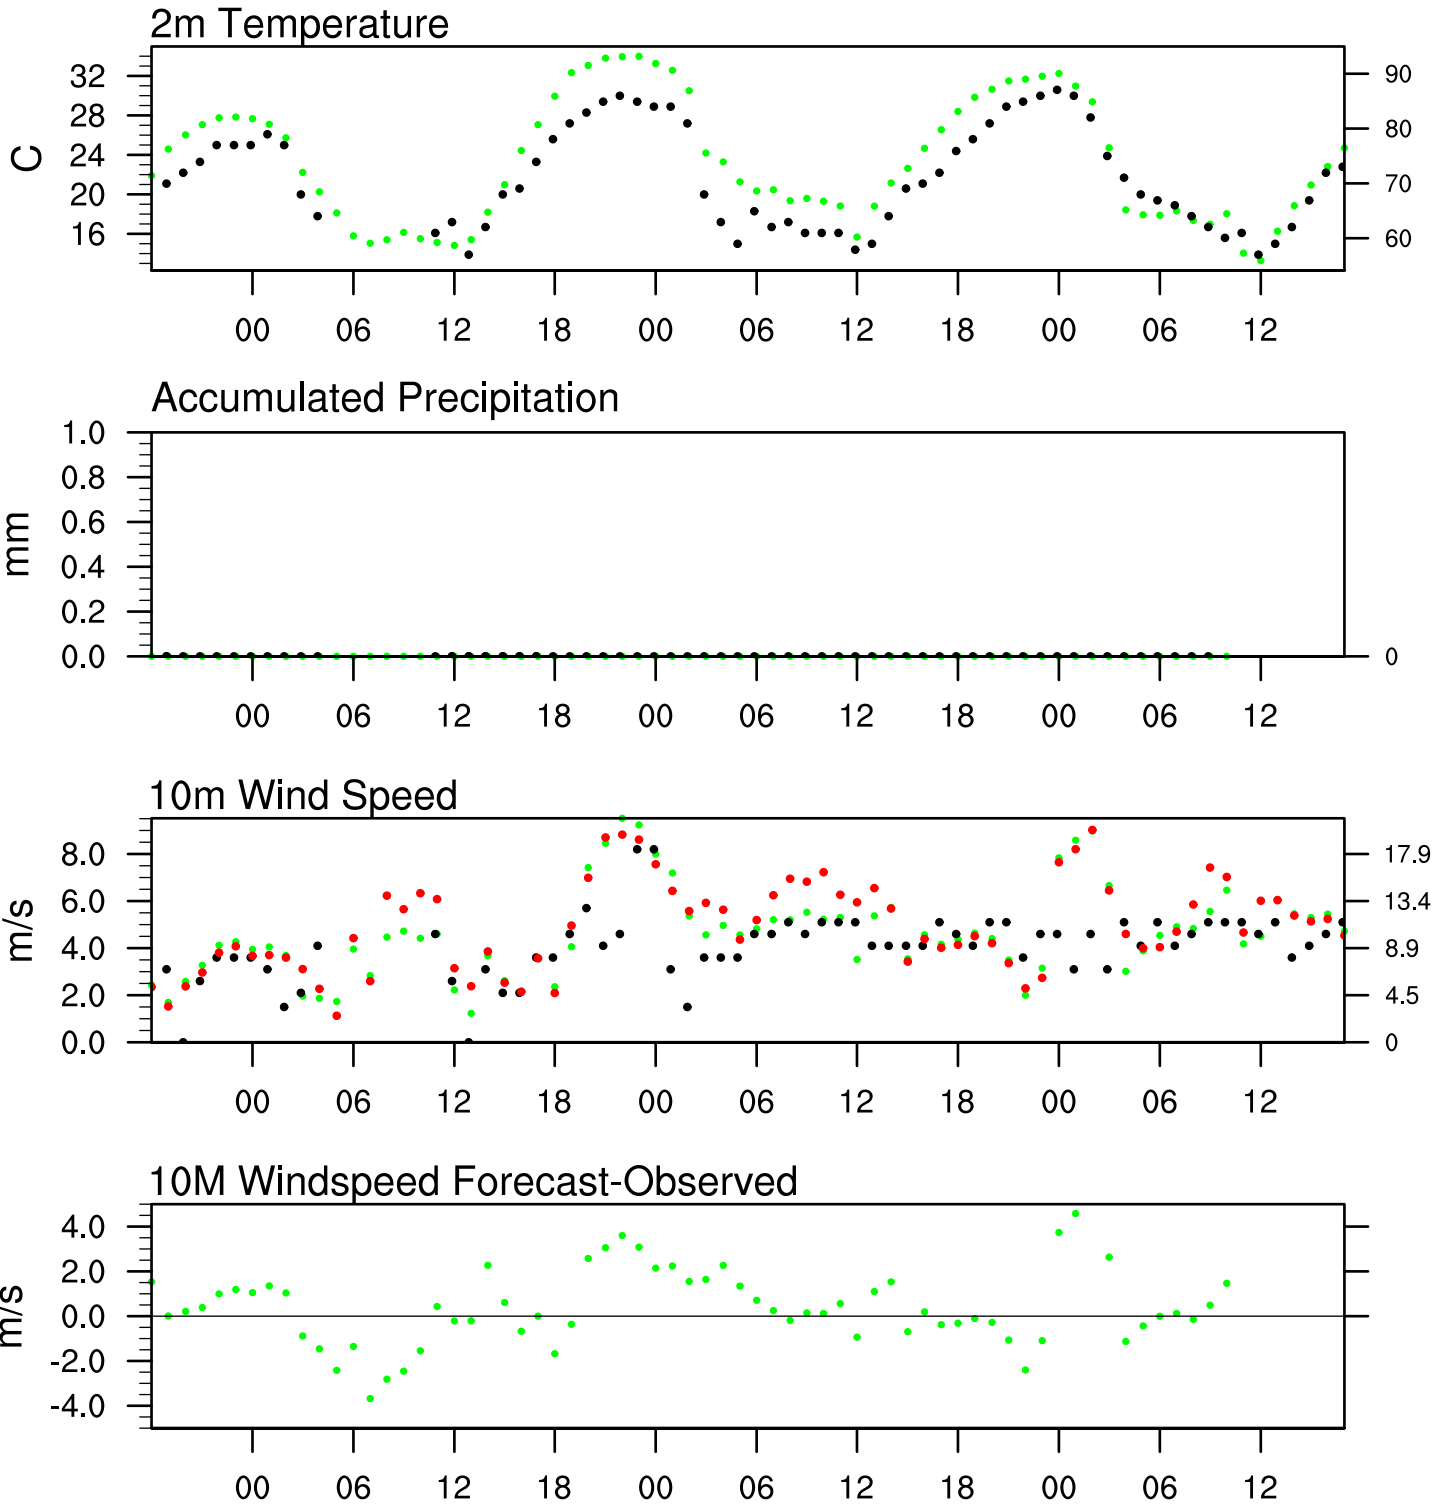 2m Temperature
C
32
28
24
20
16
90
80
70
60
00 06 12 18 00 06 12 18 00 06 12
Accumulated Precipitation
mm
1.0
0.8
0.6
0.4
0.2
0.0
0
00 06 12 18 00 06 12 18 00 06 12
10m Wind Speed
m/s
8.0
6.0
4.0
2.0
0.0
17.9
13.4
8.9
4.5
0
00 06 12 18 00 06 12 18 00 06 12
10M Windspeed Forecast-Observed
m/s
4.0
2.0
0.0
-2.0
-4.0
00 06 12 18 00 06 12 18 00 06 12